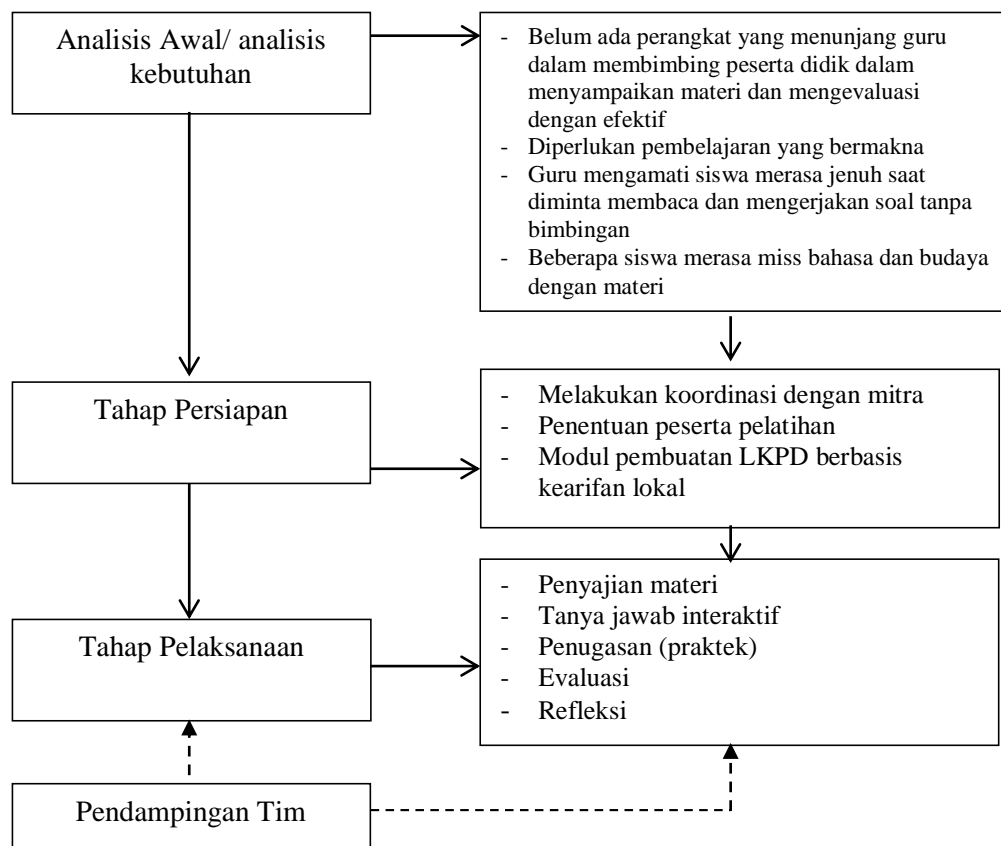 Analisis Awal/ analisis
kebutuhan
- Belum ada perangkat yang menunjang guru
dalam membimbing peserta didik dalam
menyampaikan materi dan mengevaluasi
dengan efektif
- Diperlukan pembelajaran yang bermakna
- Guru mengamati siswa merasa jenuh saat
diminta membaca dan mengerjakan soal tanpa
bimbingan
- Beberapa siswa merasa miss bahasa dan budaya
dengan materi
Tahap Persiapan
- Melakukan koordinasi dengan mitra
- Penentuan peserta pelatihan
- Modul pembuatan LKPD berbasis
kearifan lokal
Tahap Pelaksanaan
- Penyajian materi
- Tanya jawab interaktif
- Penugasan (praktek)
- Evaluasi
- Refleksi
Pendampingan Tim